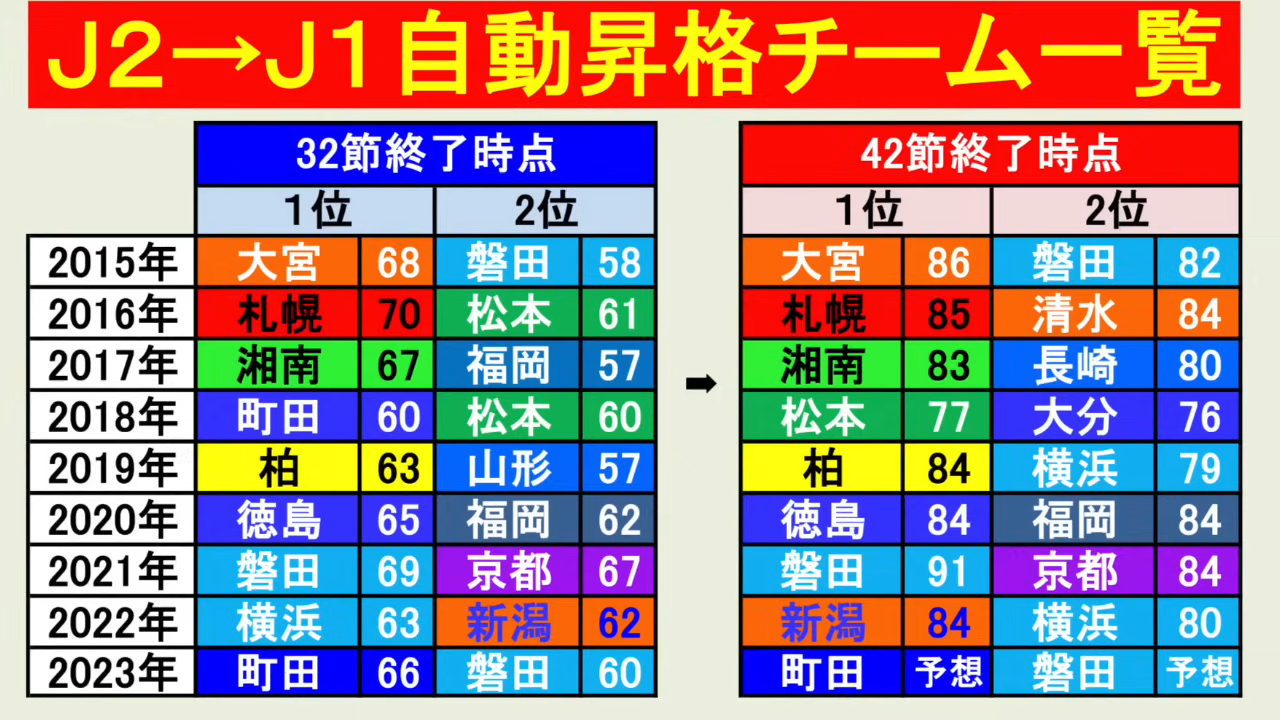 J2→J1自動昇格チーム一覧
32節終了時点 42節終了時点
1位 2位 1位 2位
2015年 大宮 68 磐田 58 大宮 86 磐田 82
2016年 札幌 70 松本 61 札幌 85 清水 84
2017年 湘南 67 福岡 57 ➡ 湘南 83 長崎 80
2018年 町田 60 松本 60 松本 77 大分 76
2019年 柏 63 山形 57 柏 84 横浜 79
2020年 徳島 65 福岡 62 徳島 84 福岡 84
2021年 磐田 69 京都 67 磐田 91 京都 84
2022年 横浜 63 新潟 62 新潟 84 横浜 80
2023年 町田 66 磐田 60 町田 予想 磐田 予想